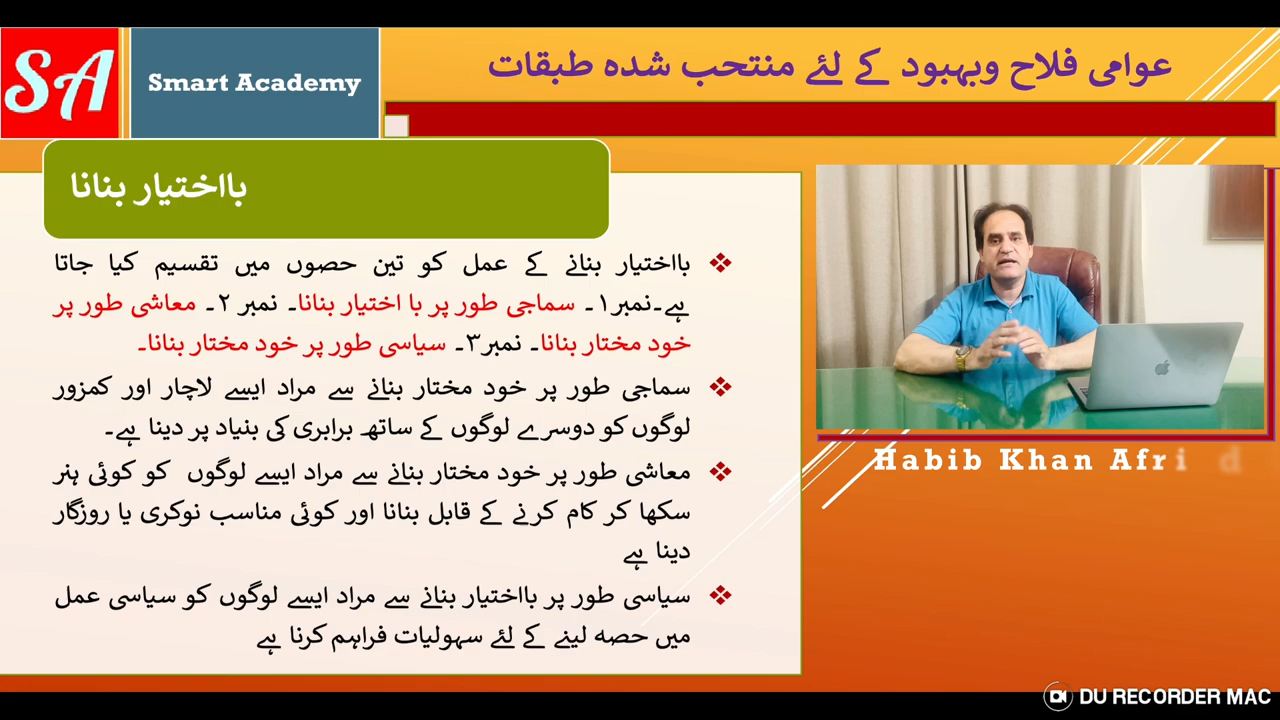 SA
Smart Academy
عوامی فلاح وبہبود کے لئے منتحب شدہ طبقات
بااختیار بنانا
بااختیار بنانے کے عمل کو تین حصوں میں تقسیم کیا جاتا
ہے۔نمبر۱۔ سماجی طور پر با اختیار بنانا۔ نمبر ۲۔ معاشی طور پر
خود مختار بنانا۔ نمبر۳۔ سیاسی طور پر خود مختار بنانا۔
سماجی طور پر خود مختار بنانے سے مراد ایسے لاچار اور کمزور
لوگوں کو دوسرے لوگوں کے ساتھ برابری کی بنیاد پر دینا ہے۔
معاشی طور پر خود مختار بنانے سے مراد ایسے لوگوں کو کوئی ہنر
سکھا کر کام کرنے کے قابل بنانا اور کوئی مناسب نوکری یا روزگار
دینا ہے
سیاسی طور پر بااختیار بنانے سے مراد ایسے لوگوں کو سیاسی عمل
میں حصہ لینے کے لئے سہولیات فراہم کرنا ہے
Habib Khan Afrid
DU RECORDER MAC